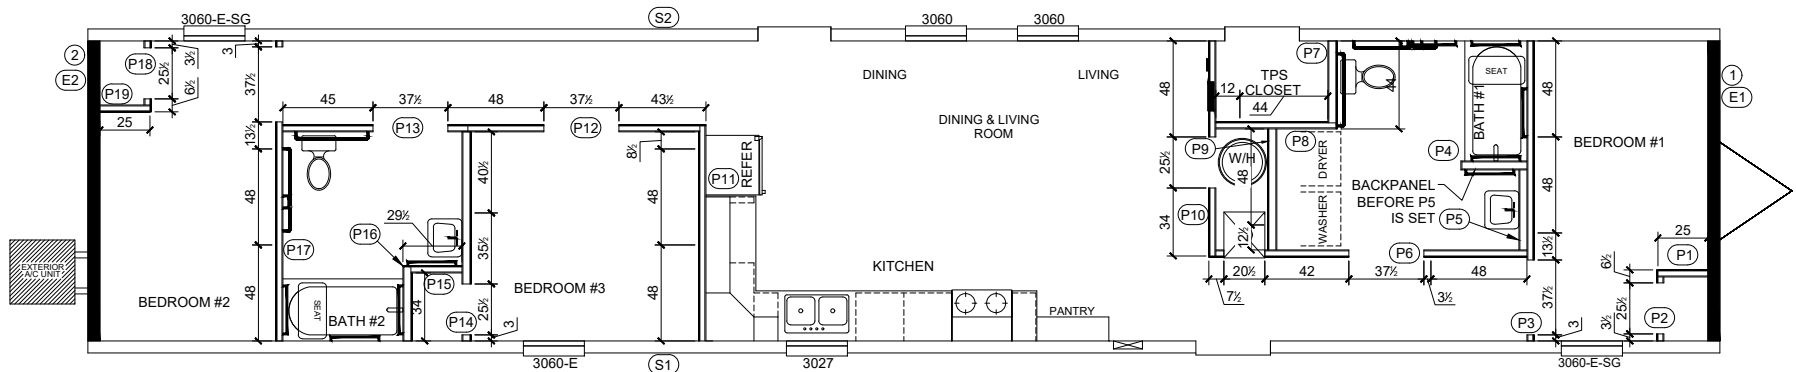 3060-E-SG
S2
3060
3060
2
E2
P18
P19
25
25½
3½
6½
3
37½
13½
48
48
45
37½
48
37½
43½
P13
P12
DINING
LIVING
DINING & LIVING
ROOM
P11
REFER
8½
48
48
40½
35½
25½
3
29½
P16
P17
P15
P14
34
SEAT
BATH #2
BEDROOM #2
BEDROOM #3
EXTERIOR
A/C UNIT
KITCHEN
PANTRY
3060-E
S1
3027
48
25½
34
P7
TPS
CLOSET
12
44
44
P9
P8
W/H
48
12½
DRYER
WASHER
P10
P6
7½
20½
42
37½
3½
48
SEAT
BATH #1
P4
BACKPANEL
BEFORE P5
IS SET
P5
48
48
13½
37½
BEDROOM #1
1
E1
25
P1
6½
25½
3½
P2
P3
3
3060-E-SG